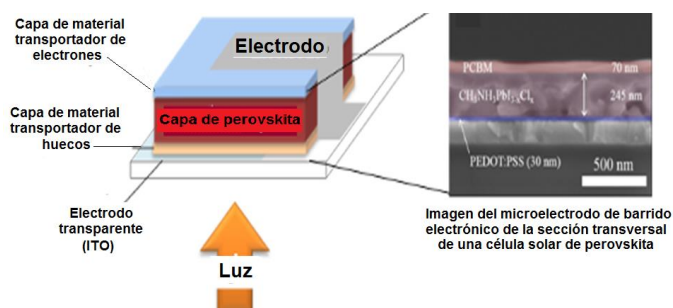 Capa de material
transportador de
electrones
Electrodo
Capa de perovskita
Capa de material
transportador de
huecos
Electrodo
transparente
(ITO)
Luz
PCBM
70 nm
CH₃NH₃PbI₃₋ₓClₓ
245 nm
PEDOT:PSS (30 nm)
500 nm
Imagen del microelectrodo de barrido
electrónico de la sección transversal
de una célula solar de perovskita